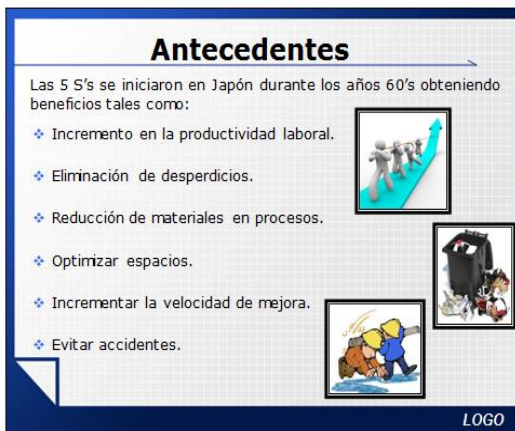 Antecedentes
Las 5 S's se iniciaron en Japón durante los años 60's obteniendo
beneficios tales como:
Incremento en la productividad laboral.
Eliminación de desperdicios.
Reducción de materiales en procesos.
Optimizar espacios.
Incrementar la velocidad de mejora.
Evitar accidentes.
LOGO